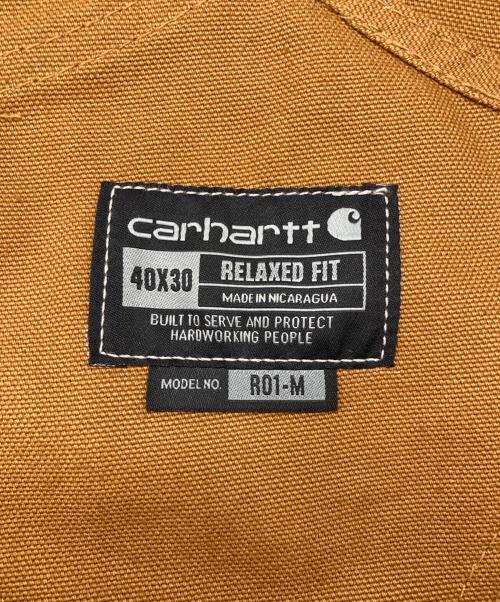 carhartt
40X30 RELAXED FIT
MADE IN NICARAGUA
BUILT TO SERVE AND PROTECT
HARDWORKING PEOPLE
MODEL NO. R01-M